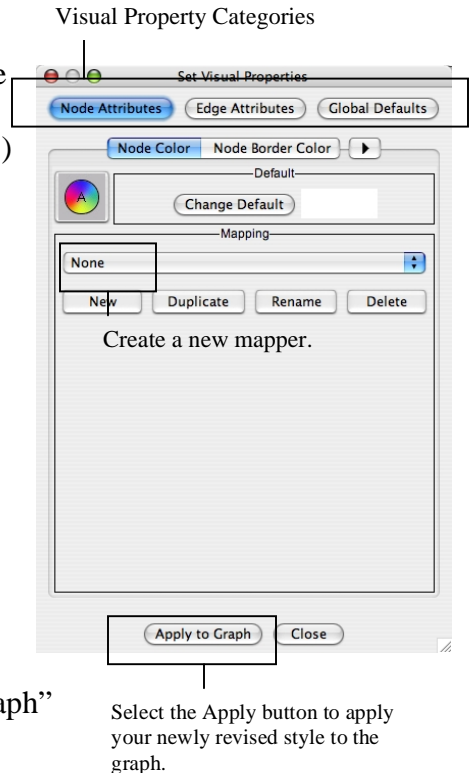 Visual Property Categories
e
Set Visual Properties
Node Attributes Edge Attributes Global Defaults
)
Node Color Node Border Color
Default
A
Change Default
Mapping
None
New Duplicate Rename Delete
Create a new mapper.
Apply to Graph Close
aph”
Select the Apply button to apply
your newly revised style to the
graph.